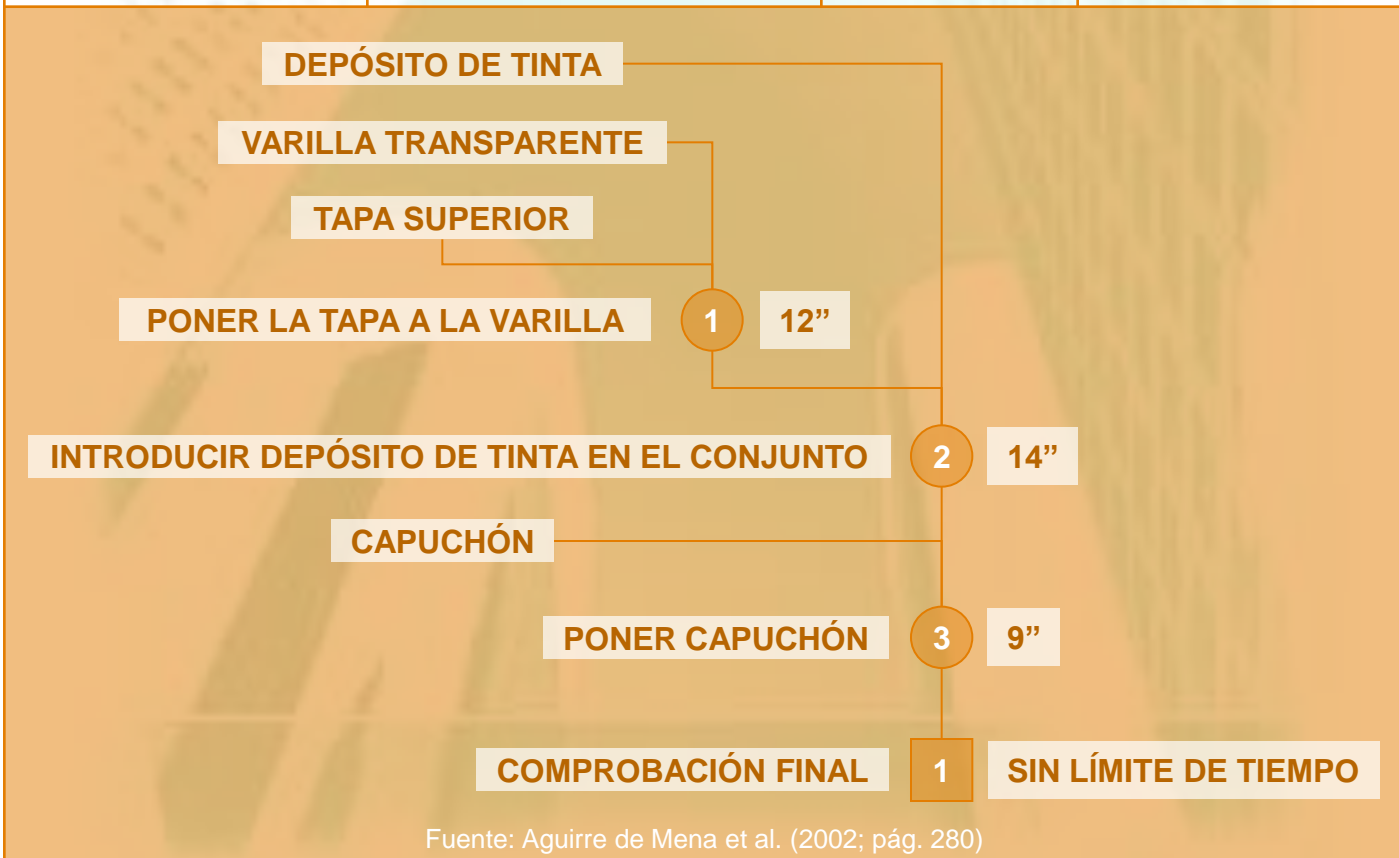 DEPÓSITO DE TINTA
VARILLA TRANSPARENTE
TAPA SUPERIOR
PONER LA TAPA A LA VARILLA 1 12”
INTRODUCIR DEPÓSITO DE TINTA EN EL CONJUNTO 2 14”
CAPUCHÓN
PONER CAPUCHÓN 3 9”
COMPROBACIÓN FINAL 1 SIN LÍMITE DE TIEMPO
Fuente: Aguirre de Mena et al. (2002; pág. 280)